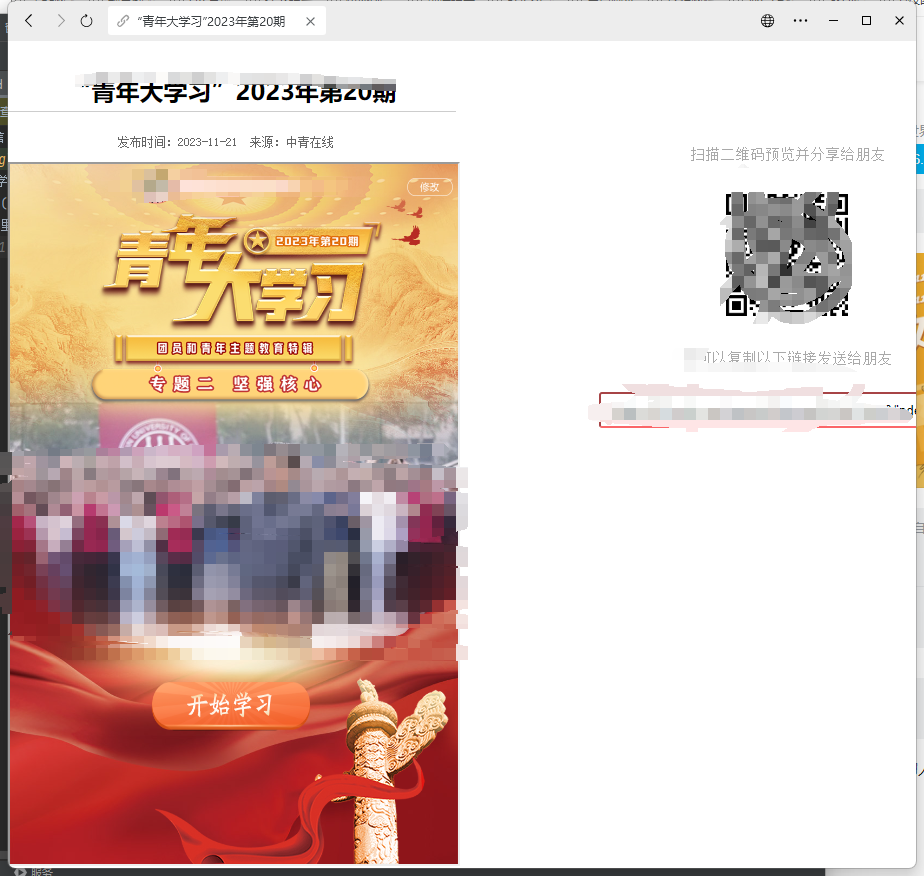 “青年大学习”2023年第20期
“青年大学习”2023年第20期
发布时间：2023-11-21 来源：中青在线
修改
2023年第20期
青年大学习
团员和青年主题教育特辑
专题二 坚强核心
UNIVERSITY OF
开始学习
扫描二维码预览并分享给朋友
可以复制以下链接发送给朋友
服务